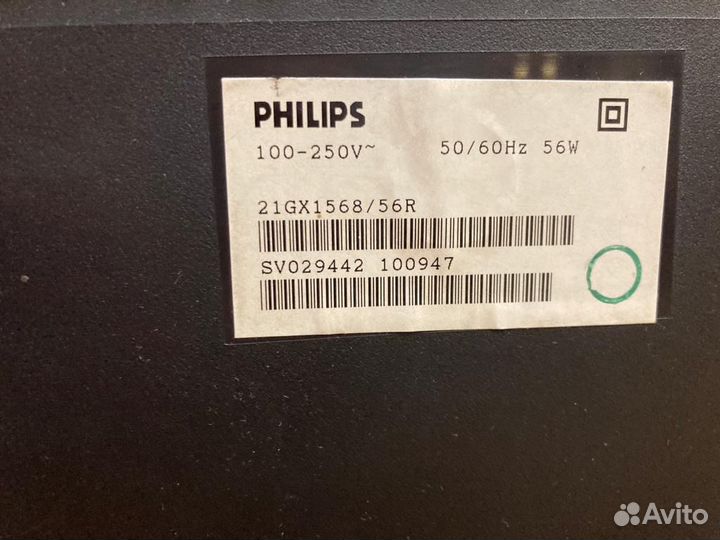 PHILIPS
100-250V~ 50/60Hz 56W
21GX1568/56R
SV029442 100947
Avito